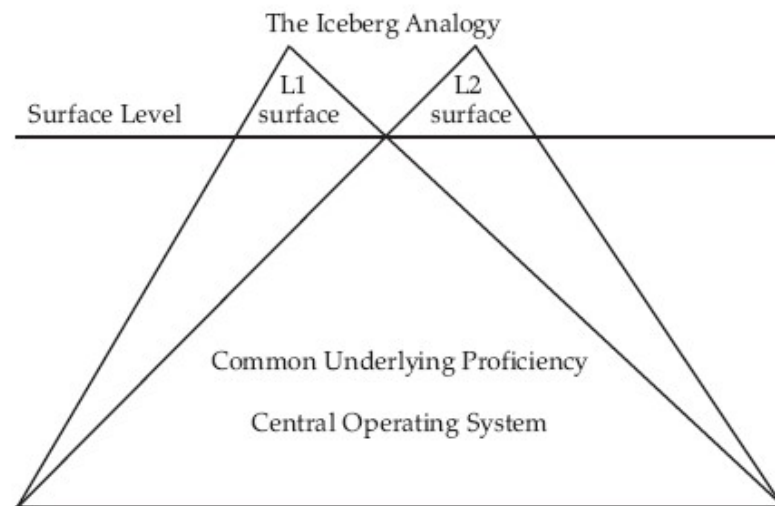 The Iceberg Analogy
L1
surface
L2
surface
Surface Level
Common Underlying Proficiency
Central Operating System